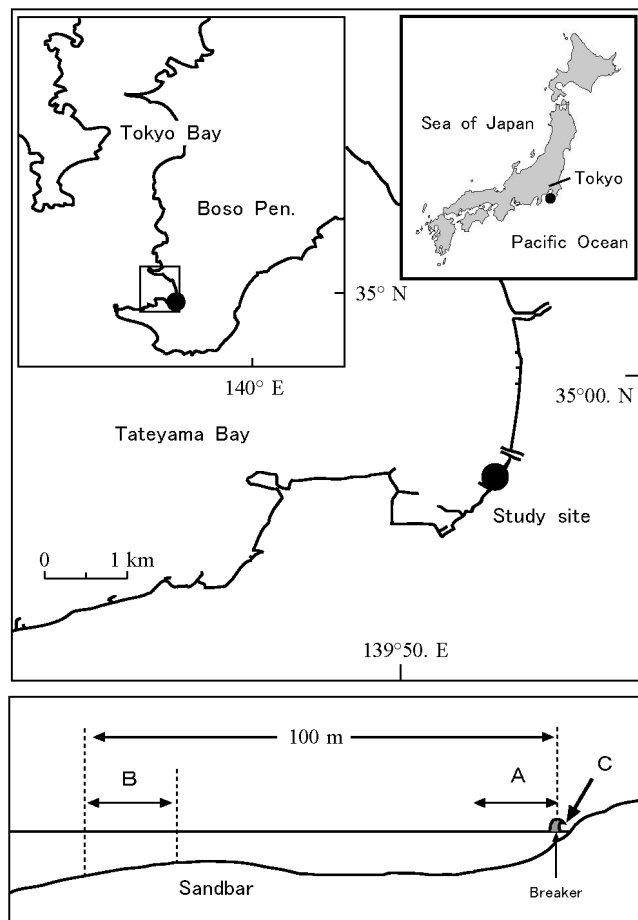 Tokyo Bay
Boso Pen.
35° N
140° E
Sea of Japan
Tokyo
Pacific Ocean
35°00. N
Tateyama Bay
Study site
0 1 km
139°50. E
100 m
B
A
C
Sandbar
Breaker